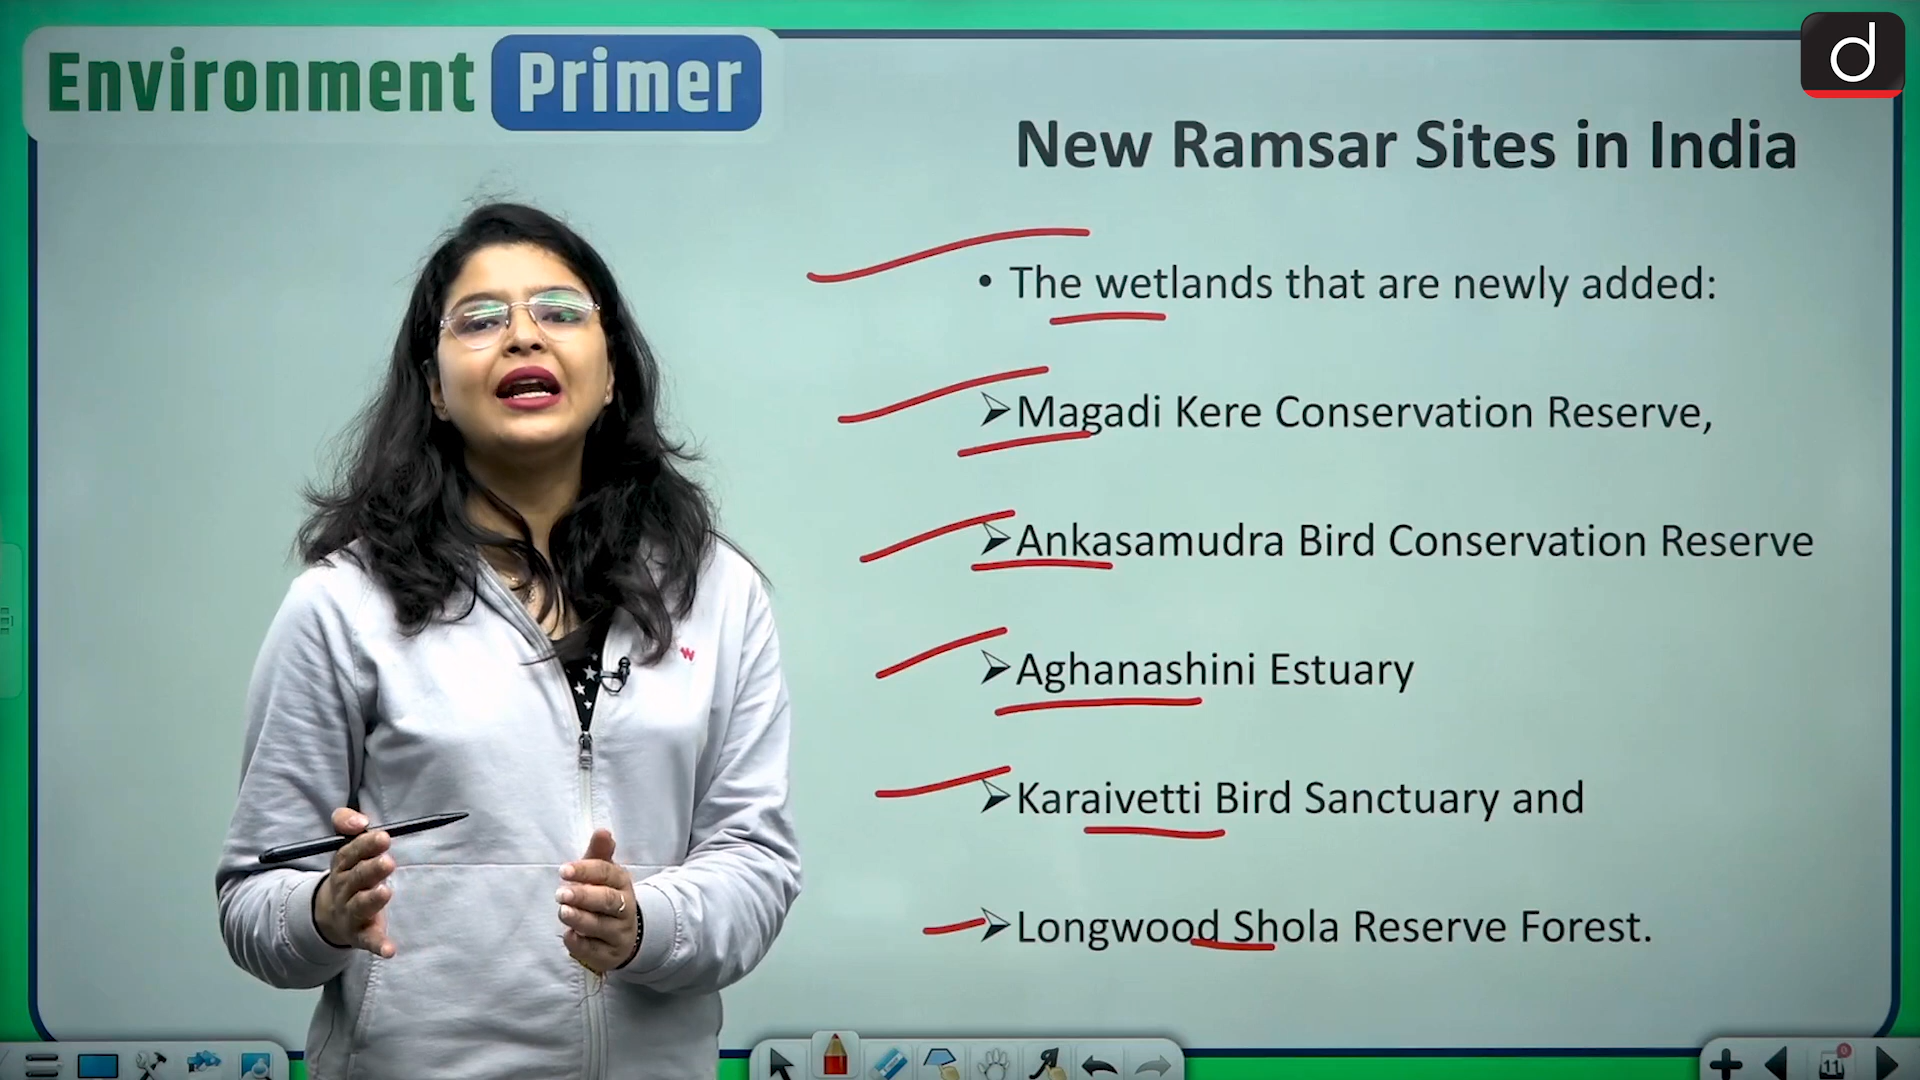 Environment Primer
d
New Ramsar Sites in India
• The wetlands that are newly added:
➢Magadi Kere Conservation Reserve,
➢Ankasamudra Bird Conservation Reserve
➢Aghanashini Estuary
➢Karaivetti Bird Sanctuary and
➢Longwood Shola Reserve Forest.
W
11